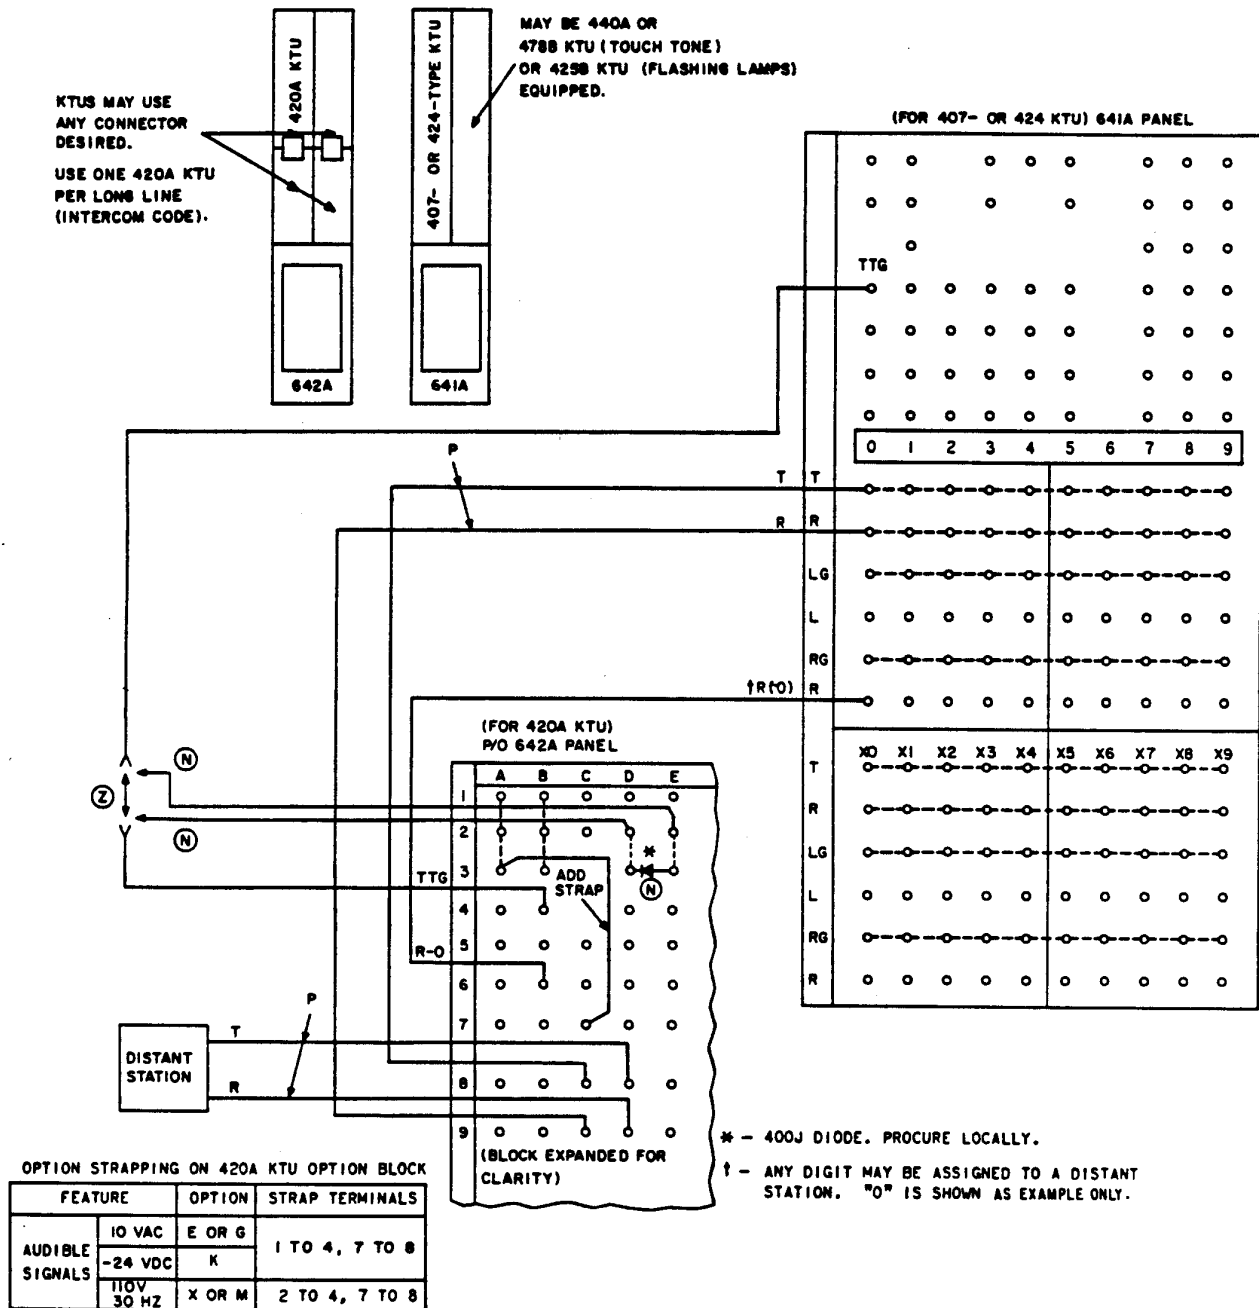 MAY BE 440A OR
478B KTU (TOUCH TONE)
OR 425B KTU (FLASHING LAMPS)
EQUIPPED.
420A KTU
407- OR 424-TYPE KTU
KTUS MAY USE
ANY CONNECTOR
DESIRED.
USE ONE 420A KTU
PER LONG LINE
(INTERCOM CODE).
642A
641A
(FOR 407- OR 424 KTU) 641A PANEL
TTG
0 1 2 3 4 5 6 7 8 9
P
T T
R R
LG
L
RG
†R(O) R
X0 X1 X2 X3 X4 X5 X6 X7 X8 X9
T
R
LG
L
RG
R
(FOR 420A KTU)
P/O 642A PANEL
A B C D E
1
2
3
4
5
6
7
8
9
N
Z
N
*
N
ADD
STRAP
TTG
R-O
P
T
R
DISTANT
STATION
(BLOCK EXPANDED FOR
CLARITY)
* - 400J DIODE. PROCURE LOCALLY.
† - ANY DIGIT MAY BE ASSIGNED TO A DISTANT
STATION. "0" IS SHOWN AS EXAMPLE ONLY.
OPTION STRAPPING ON 420A KTU OPTION BLOCK
FEATURE OPTION STRAP TERMINALS
AUDIBLE
SIGNALS
10 VAC E OR G 1 TO 4, 7 TO 8
-24 VDC K
110V
30 HZ X OR M 2 TO 4, 7 TO 8